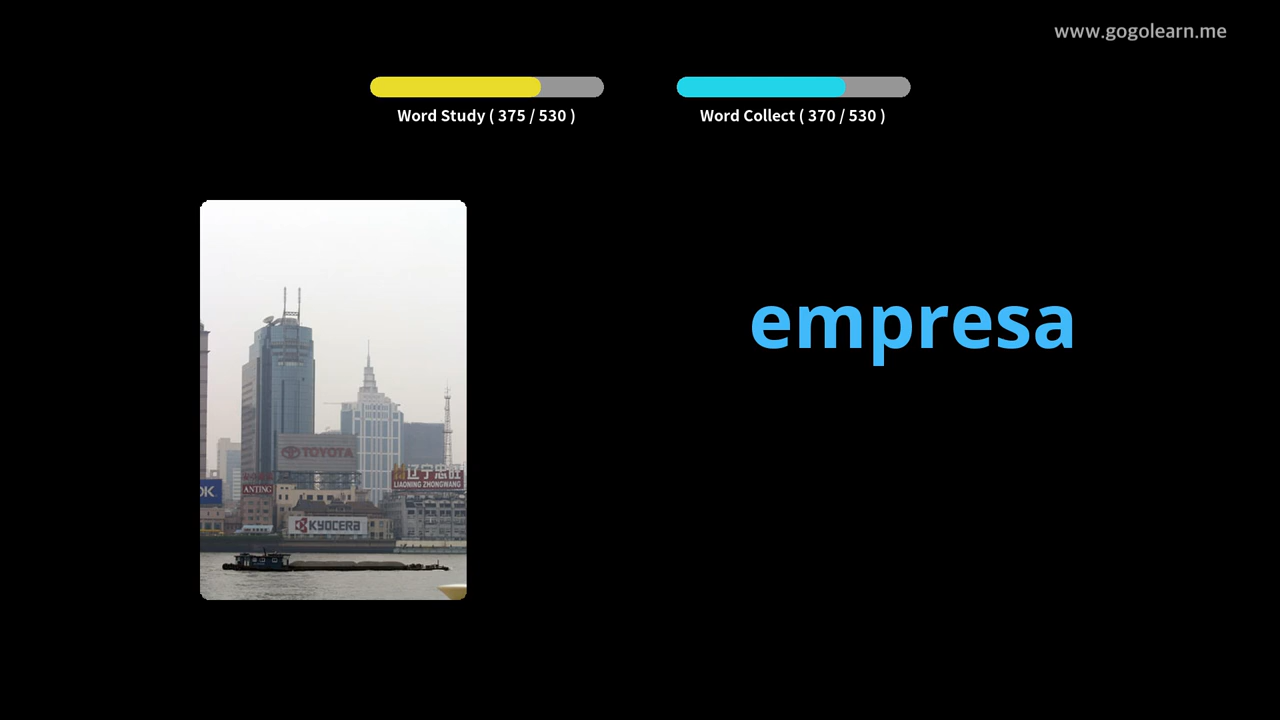 www.gogolearn.me
Word Study ( 375 / 530 )
Word Collect ( 370 / 530 )
empresa
TOYOTA
辽宁忠旺
LIAONING ZHONGWANG
OK
ANTING
KYOCERA